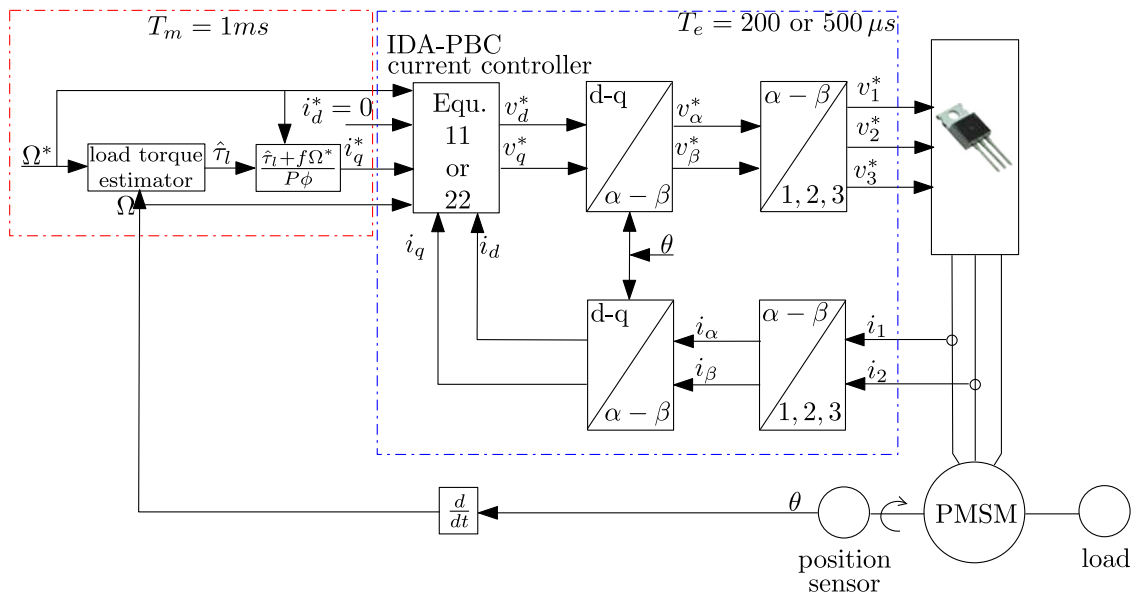 T_m = 1ms
T_e = 200 or 500 μs
IDA-PBC
current controller
Ω*
load torque
estimator
τ̂_l
τ̂_l + fΩ*
Pϕ
i_d* = 0
i_q*
Ω
Equ.
11
or
22
v_d*
v_q*
d-q
α − β
v_α*
v_β*
α − β
1, 2, 3
v_1*
v_2*
v_3*
i_q
i_d
θ
d-q
α − β
i_α
i_β
α − β
1, 2, 3
i_1
i_2
d
dt
θ
PMSM
position
sensor
load